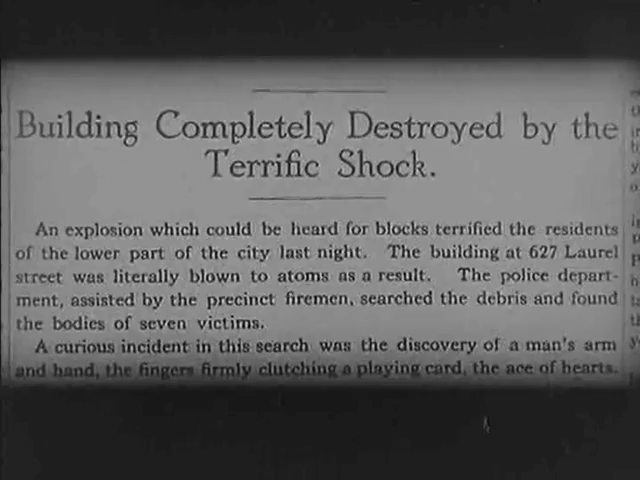 Building Completely Destroyed by the
Terrific Shock.
An explosion which could be heard for blocks terrified the residents
of the lower part of the city last night. The building at 627 Laurel
street was literally blown to atoms as a result. The police depart-
ment, assisted by the precinct firemen, searched the debris and found
the bodies of seven victims.
A curious incident in this search was the discovery of a man's arm
and hand, the fingers firmly clutching a playing card, the ace of hearts.